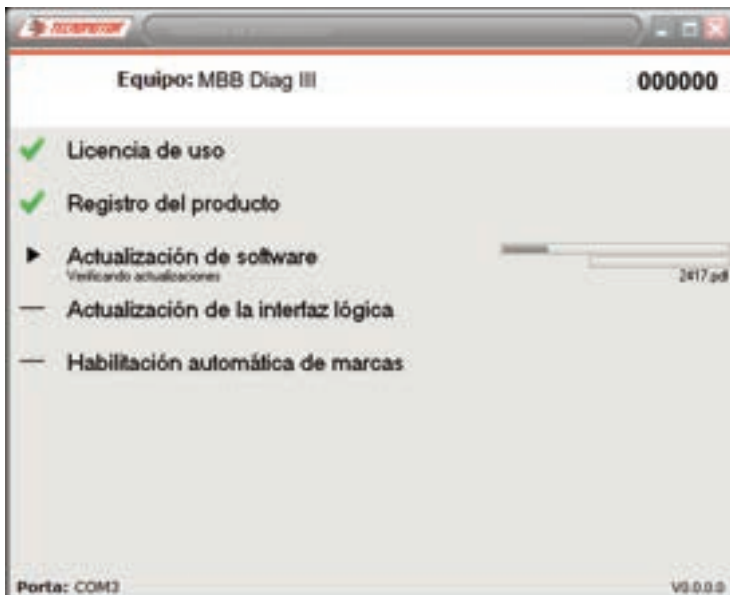 TECNOMOTOR
Equipo: MBB Diag III
000000
Licencia de uso
Registro del producto
Actualización de software
Verificando actualizaciones
2417.pdf
Actualización de la interfaz lógica
Habilitación automática de marcas
Porta: COM3
V0.0.0.0